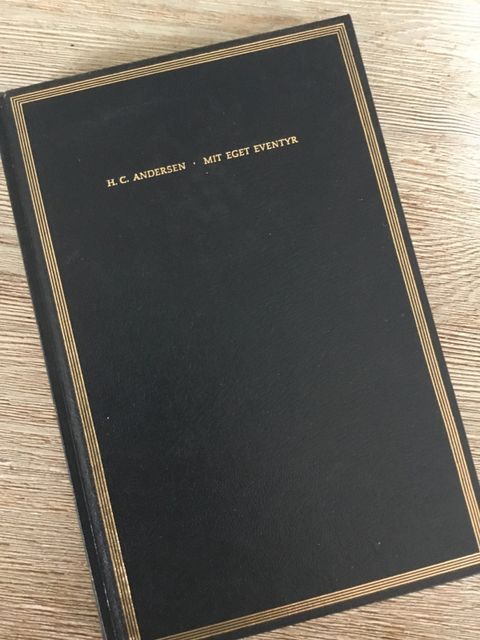 H. C. ANDERSEN · MIT EGET EVENTYR